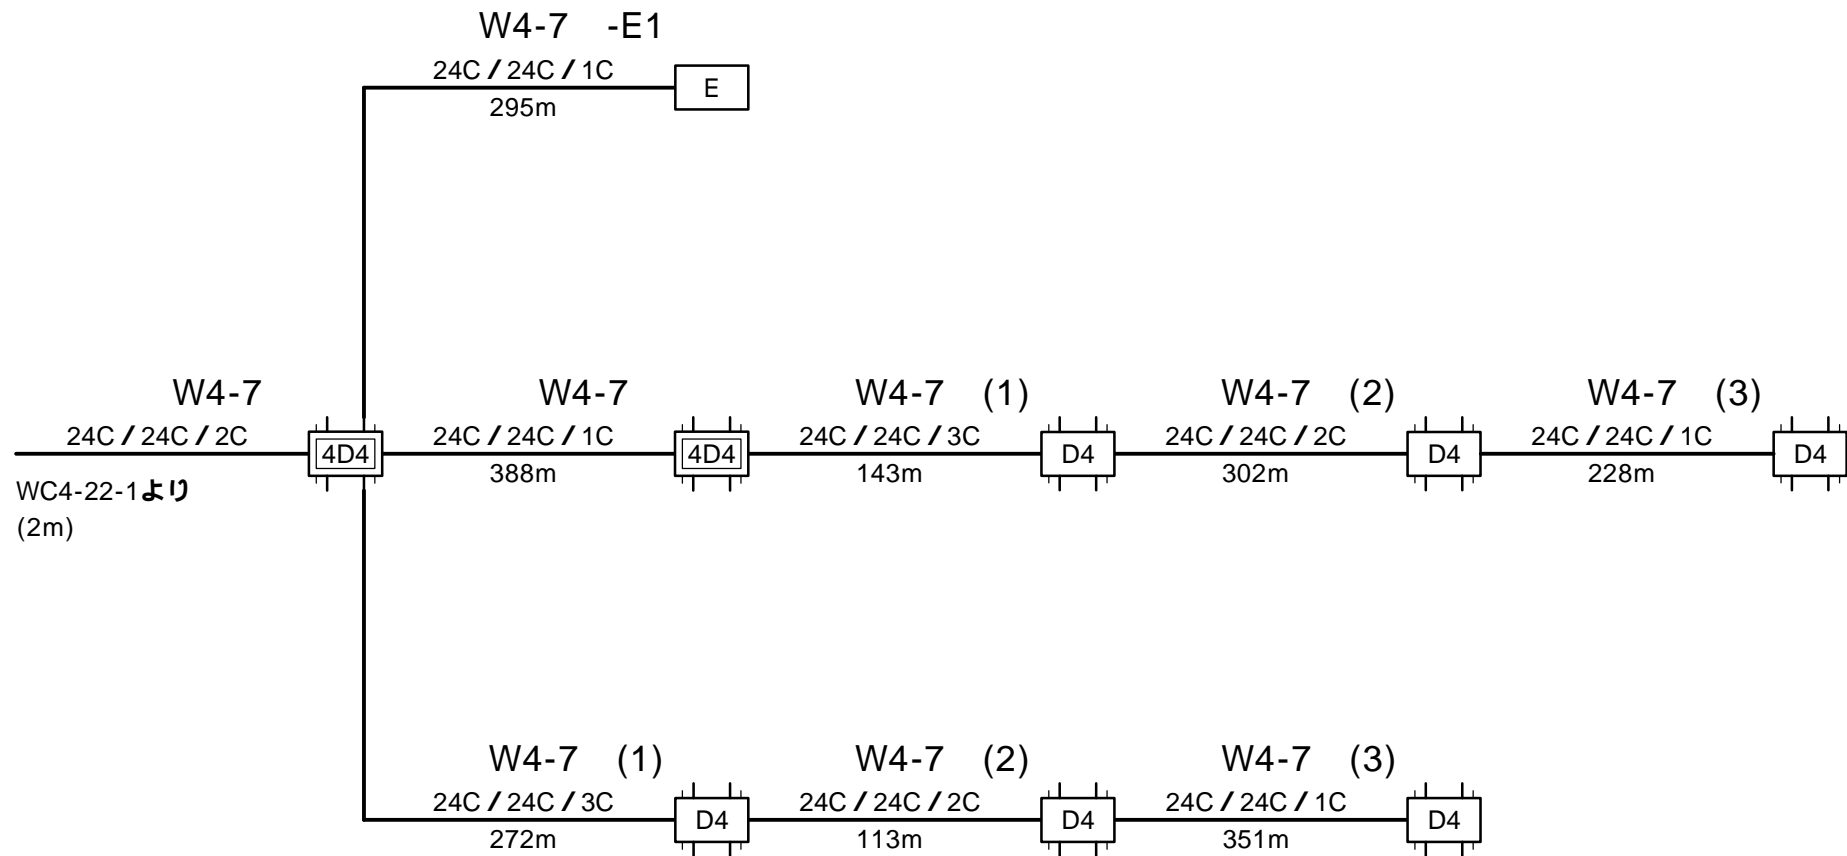 W4-7 -E1
24C / 24C / 1C
E
295m
W4-7
W4-7
W4-7 (1)
W4-7 (2)
W4-7 (3)
24C / 24C / 2C
4D4
24C / 24C / 1C
4D4
24C / 24C / 3C
D4
24C / 24C / 2C
D4
24C / 24C / 1C
D4
388m
143m
302m
228m
WC4-22-1より
(2m)
W4-7 (1)
W4-7 (2)
W4-7 (3)
24C / 24C / 3C
D4
24C / 24C / 2C
D4
24C / 24C / 1C
D4
272m
113m
351m